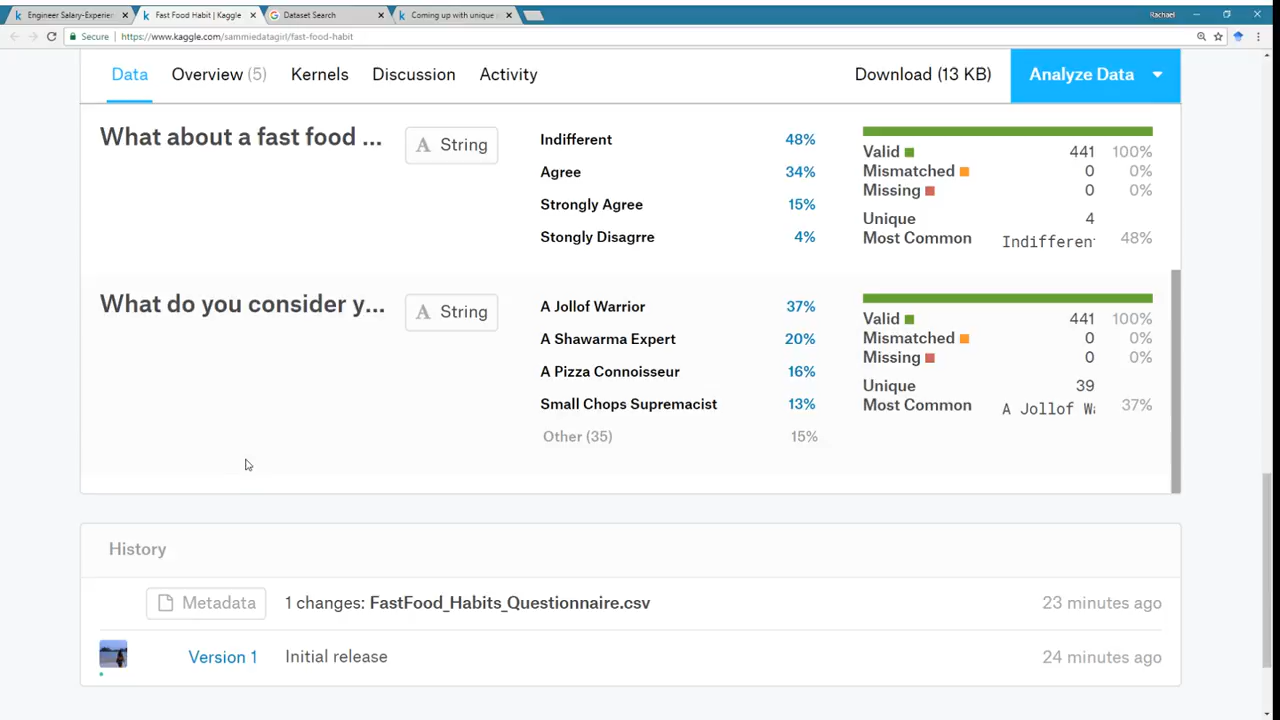 Engineer Salary-Experien
Fast Food Habit | Kaggle
Dataset Search
Coming up with unique
Rachael
Secure
https://www.kaggle.com/sammiedatagirl/fast-food-habit
Data
Overview (5)
Kernels
Discussion
Activity
Download (13 KB)
Analyze Data
What about a fast food ...
A String
Indifferent 48%
Agree 34%
Strongly Agree 15%
Stongly Disagrre 4%
Valid 441 100%
Mismatched 0 0%
Missing 0 0%
Unique 4
Most Common Indifferen 48%
What do you consider y...
A String
A Jollof Warrior 37%
A Shawarma Expert 20%
A Pizza Connoisseur 16%
Small Chops Supremacist 13%
Other (35) 15%
Valid 441 100%
Mismatched 0 0%
Missing 0 0%
Unique 39
Most Common A Jollof Wa 37%
History
Metadata 1 changes: FastFood_Habits_Questionnaire.csv 23 minutes ago
Version 1 Initial release 24 minutes ago